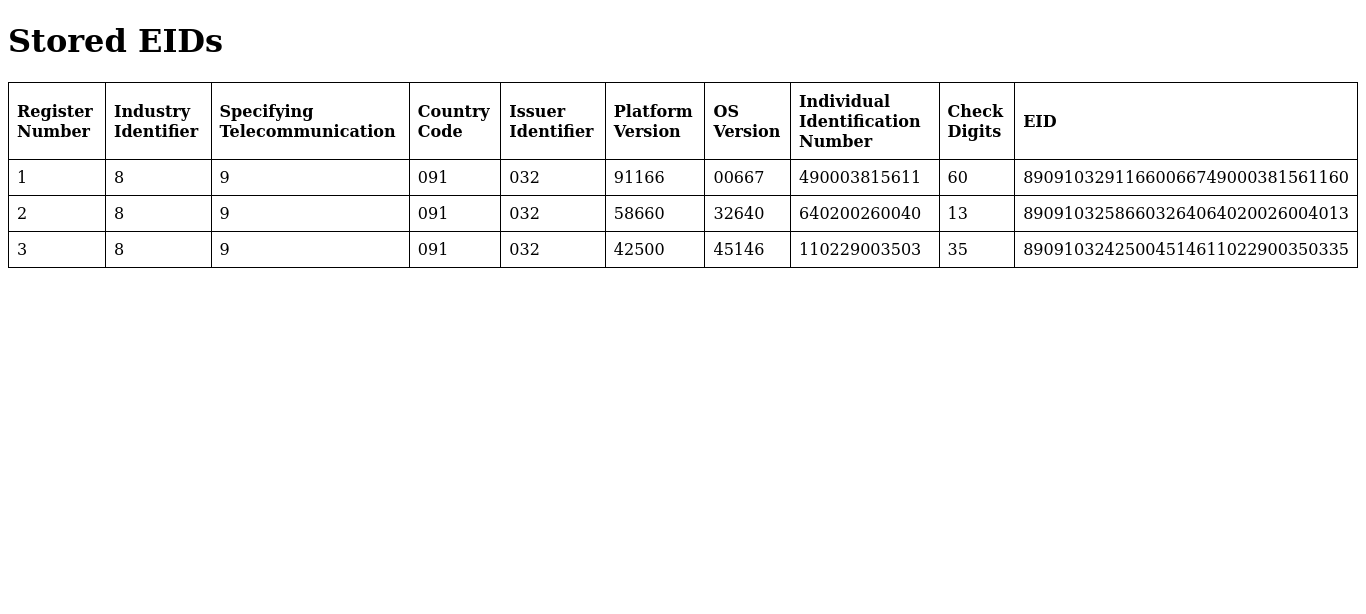 Stored EIDs
Register Number Industry Identifier Specifying Telecommunication Country Code Issuer Identifier Platform Version OS Version Individual Identification Number Check Digits EID
1 8 9 091 032 91166 00667 490003815611 60 89091032911660066749000381561160
2 8 9 091 032 58660 32640 640200260040 13 89091032586603264064020026004013
3 8 9 091 032 42500 45146 110229003503 35 89091032425004514611022900350335